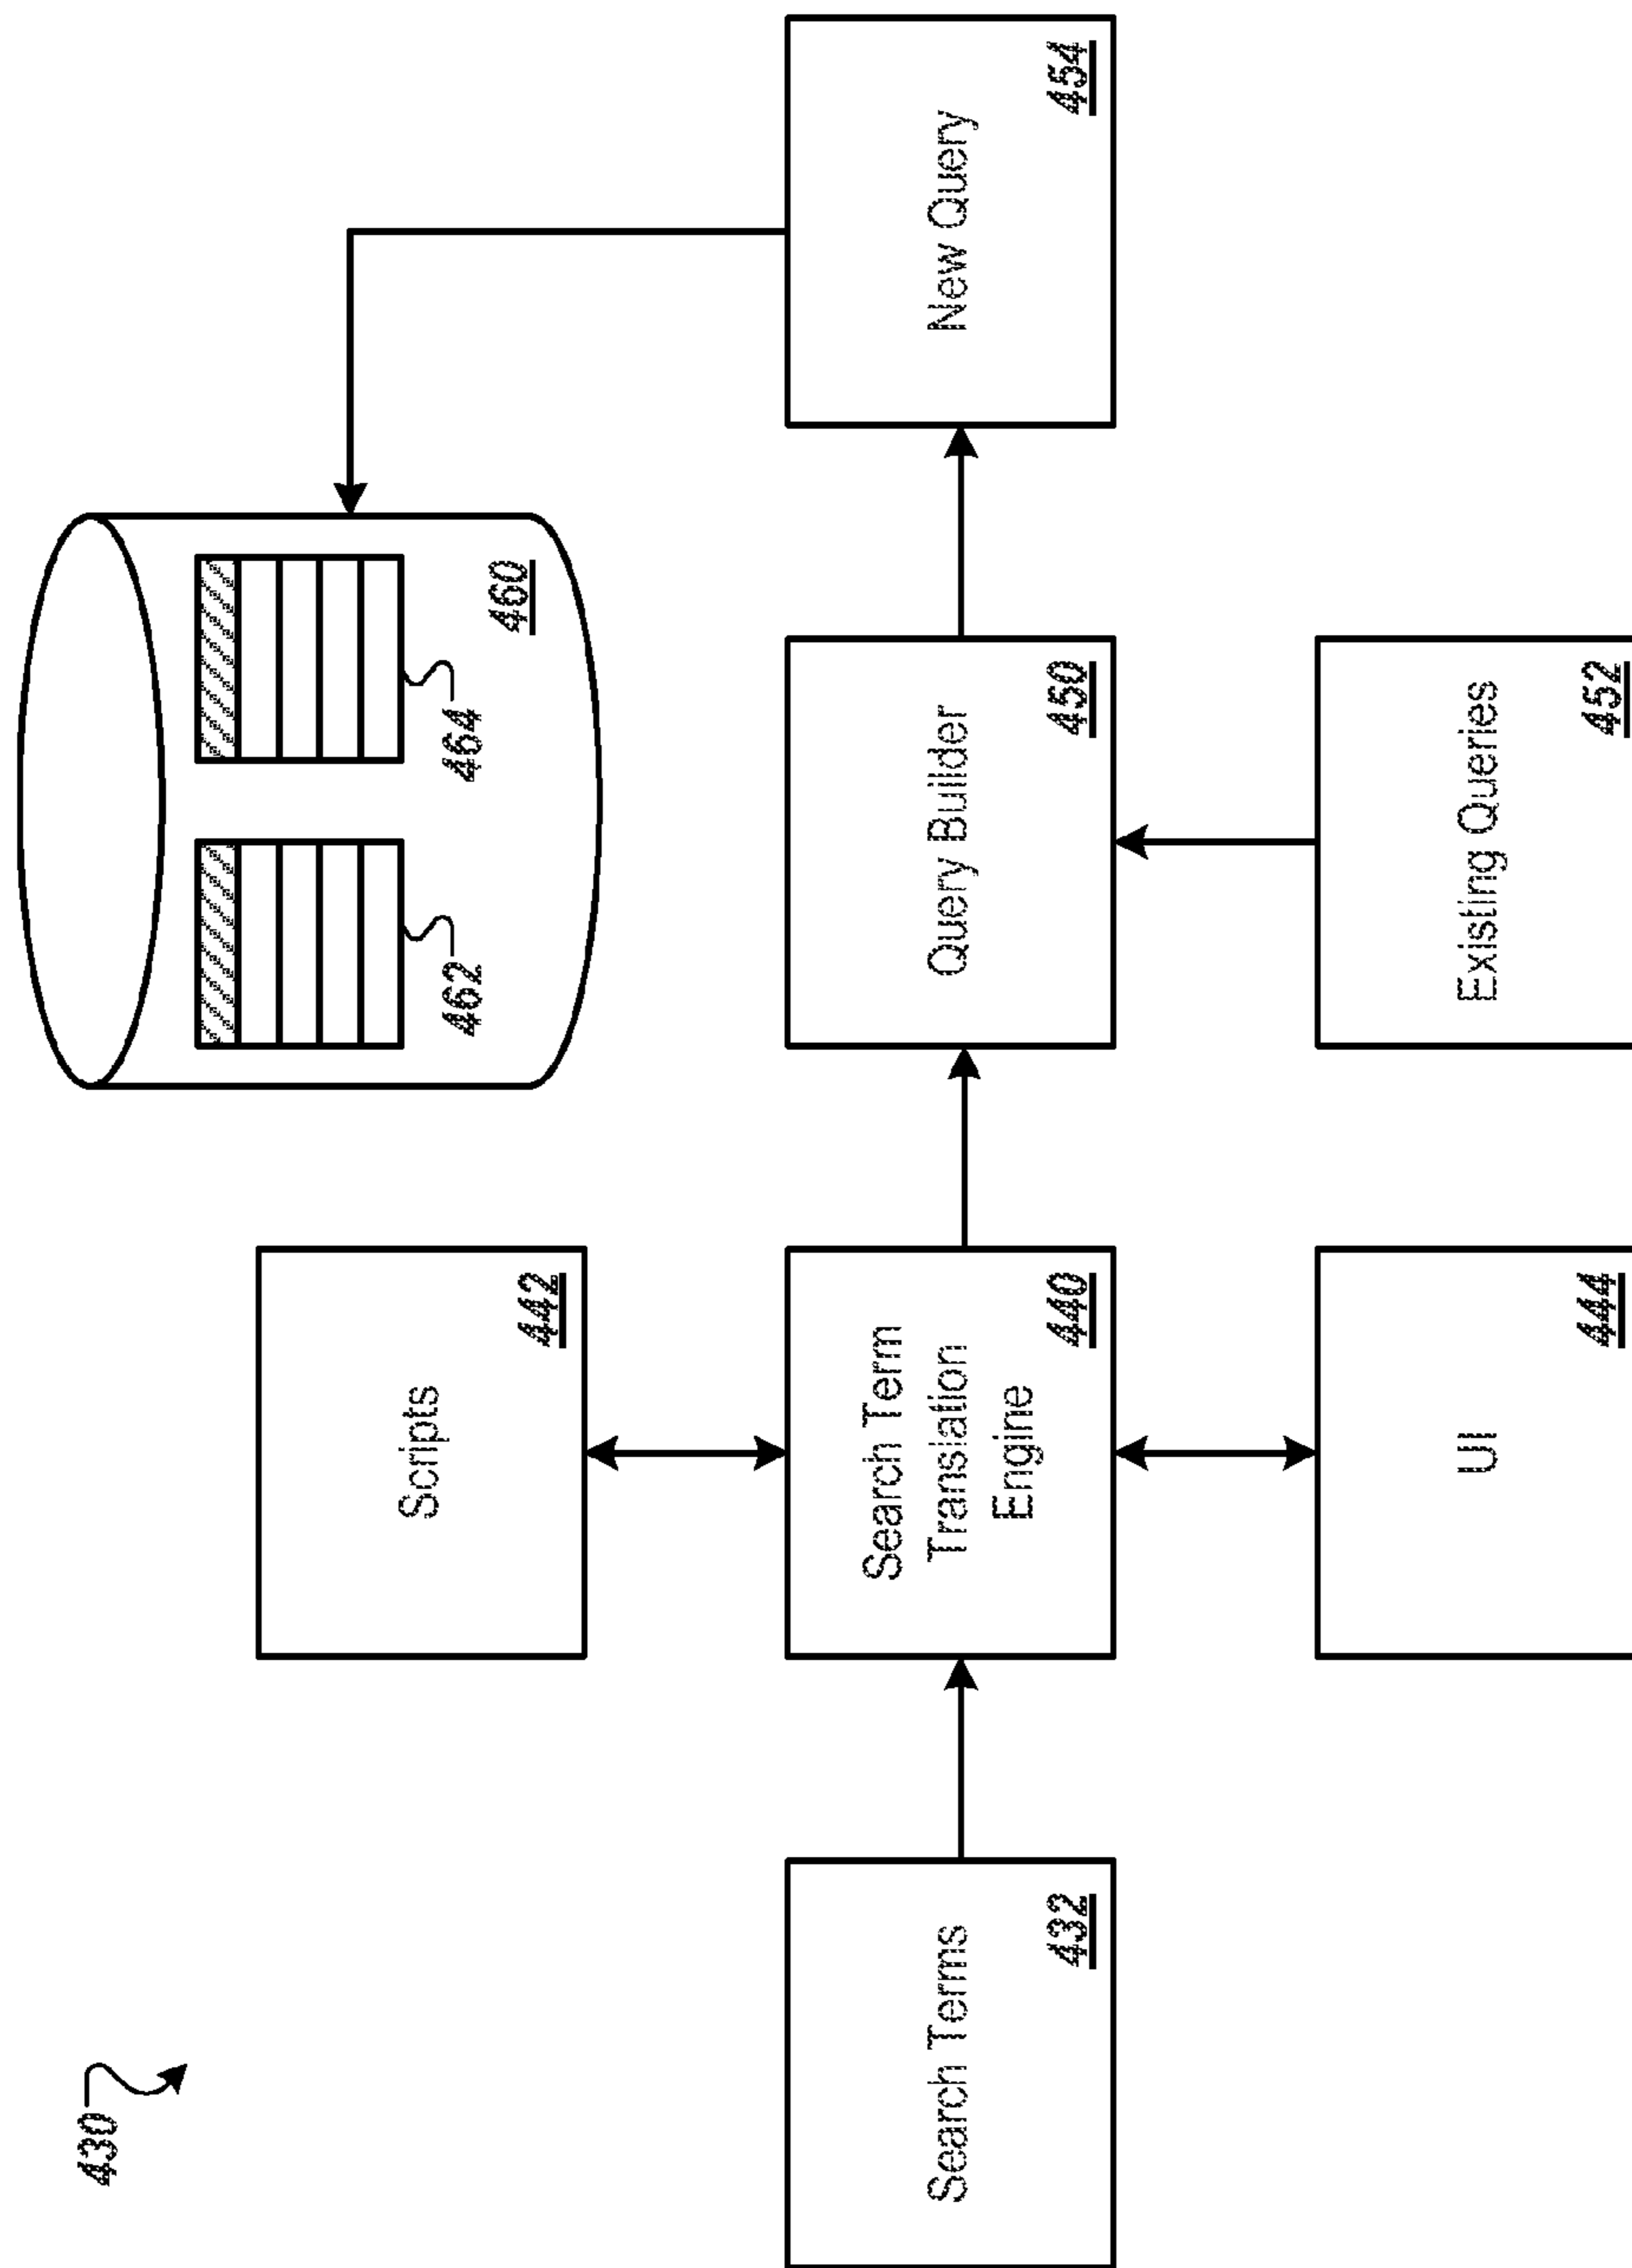 430
Scripts
442
462
464
460
Search Terms
432
Search Term
Translation
Engine
440
Query Builder
450
New Query
454
UI
444
Existing Queries
452